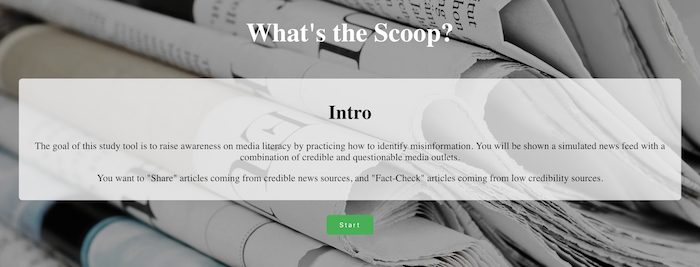 What's the Scoop?
Intro
The goal of this study tool is to raise awareness on media literacy by practicing how to identify misinformation. You will be shown a simulated news feed with a
combination of credible and questionable media outlets.
You want to "Share" articles coming from credible news sources, and "Fact-Check" articles coming from low credibility sources.
Start